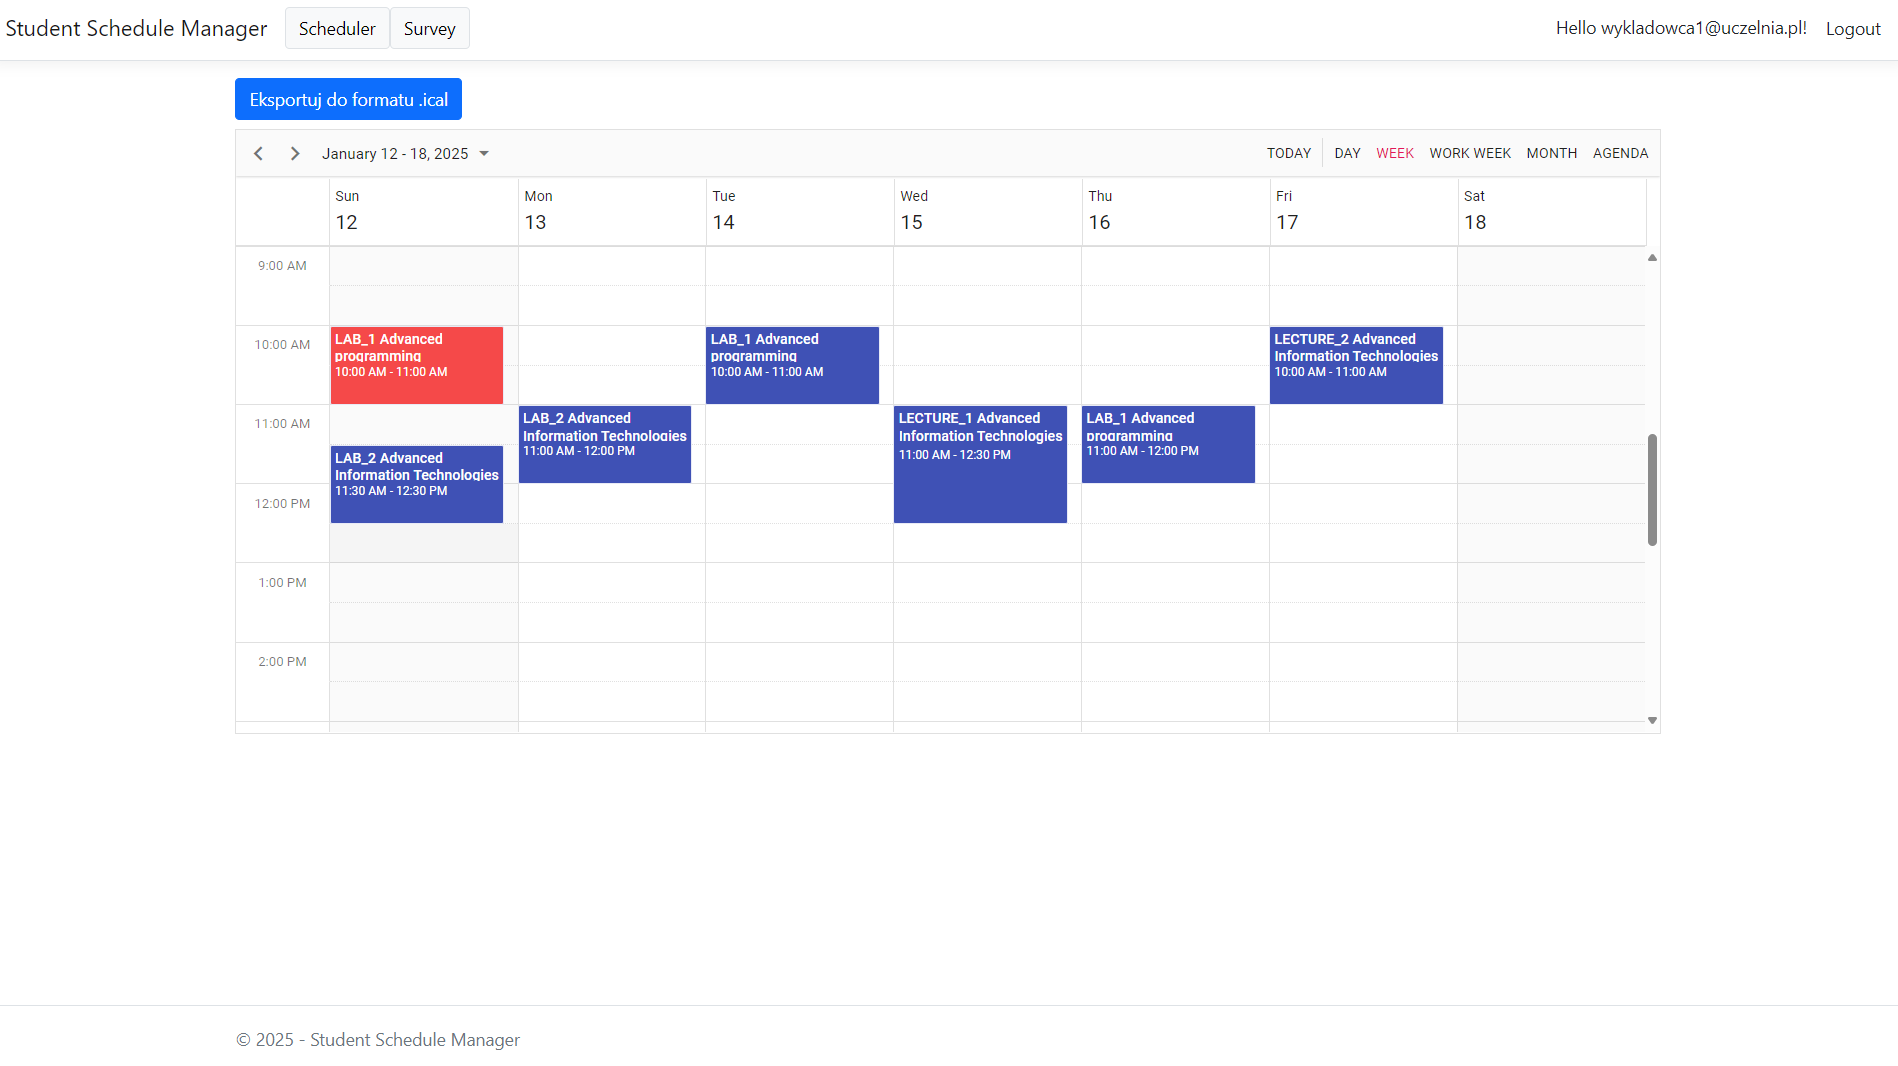 Student Schedule Manager
Scheduler
Survey
Hello wykladowca1@uczelnia.pl!
Logout
Eksportuj do formatu .ical
January 12 - 18, 2025
TODAY
DAY
WEEK
WORK WEEK
MONTH
AGENDA
Sun
12
Mon
13
Tue
14
Wed
15
Thu
16
Fri
17
Sat
18
9:00 AM
10:00 AM
11:00 AM
12:00 PM
1:00 PM
2:00 PM
LAB_1 Advanced
programming
10:00 AM - 11:00 AM
LAB_2 Advanced
Information Technologies
11:30 AM - 12:30 PM
LAB_2 Advanced
Information Technologies
11:00 AM - 12:00 PM
LAB_1 Advanced
programming
10:00 AM - 11:00 AM
LECTURE_1 Advanced
Information Technologies
11:00 AM - 12:30 PM
LAB_1 Advanced
programming
11:00 AM - 12:00 PM
LECTURE_2 Advanced
Information Technologies
10:00 AM - 11:00 AM
© 2025 - Student Schedule Manager